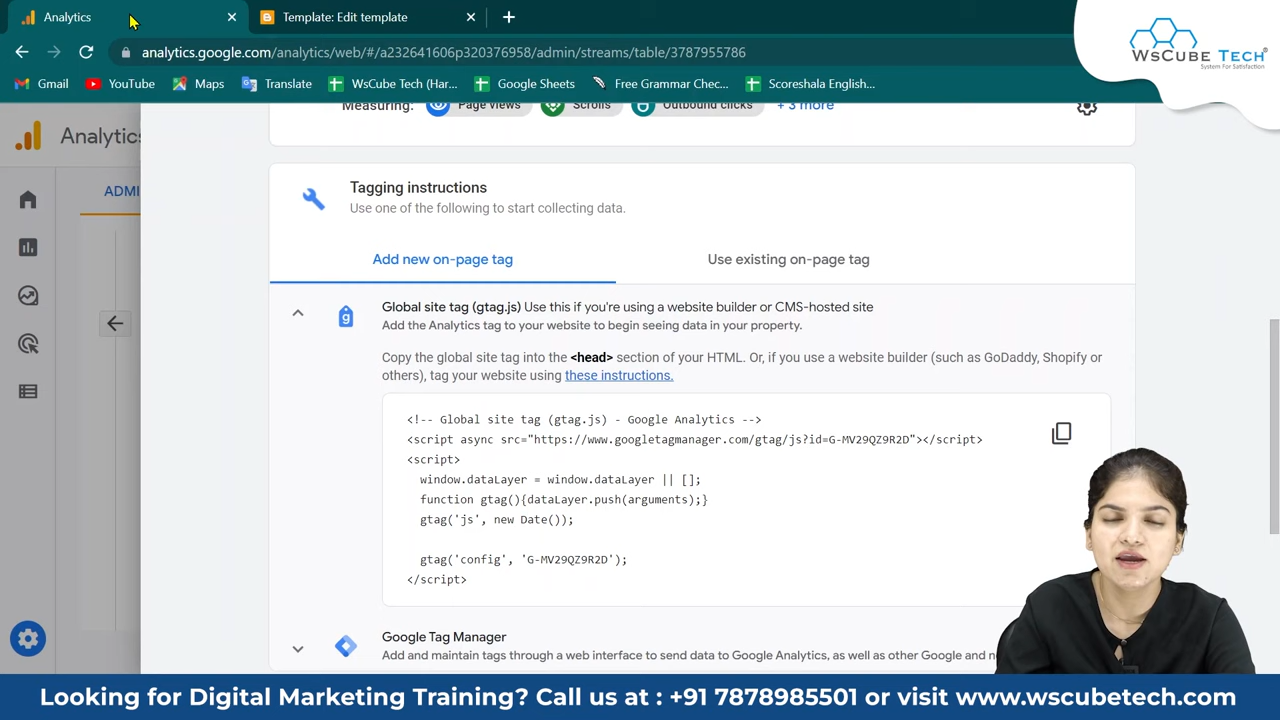 Analytics
Template: Edit template
analytics.google.com/analytics/web/#/a232641606p320376958/admin/streams/table/3787955786
WsCube Tech®
System For Satisfaction
Gmail YouTube Maps Translate WsCube Tech (Har... Google Sheets Free Grammar Chec... Scoreshala English...
Analytics
ADMI
Measuring: Page views Scrolls Outbound clicks + 3 more
Tagging instructions
Use one of the following to start collecting data.
Add new on-page tag
Use existing on-page tag
Global site tag (gtag.js) Use this if you're using a website builder or CMS-hosted site
Add the Analytics tag to your website to begin seeing data in your property.
Copy the global site tag into the <head> section of your HTML. Or, if you use a website builder (such as GoDaddy, Shopify or
others), tag your website using these instructions.
<!-- Global site tag (gtag.js) - Google Analytics -->
<script async src="https://www.googletagmanager.com/gtag/js?id=G-MV29QZ9R2D"></script>
<script>
window.dataLayer = window.dataLayer || [];
function gtag(){dataLayer.push(arguments);}
gtag('js', new Date());
gtag('config', 'G-MV29QZ9R2D');
</script>
Google Tag Manager
Add and maintain tags through a web interface to send data to Google Analytics, as well as other Google and
Looking for Digital Marketing Training? Call us at : +91 7878985501 or visit www.wscubetech.com